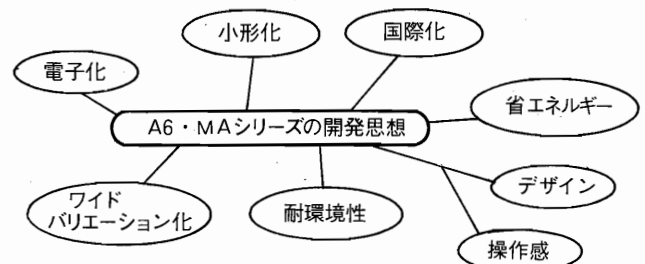 小形化
国際化
電子化
省エネルギー
A6・MAシリーズの開発思想
ワイド
バリエーション化
耐環境性
デザイン
操作感